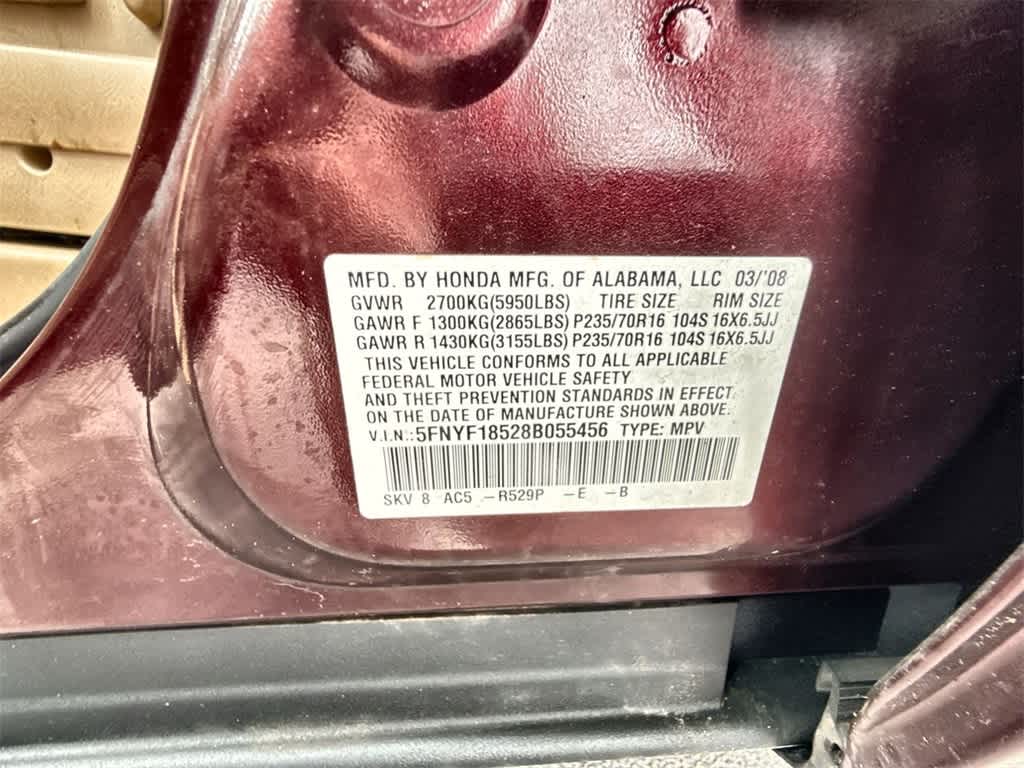 MFD. BY HONDA MFG. OF ALABAMA, LLC 03/'08
GVWR 2700KG(5950LBS) TIRE SIZE RIM SIZE
GAWR F 1300KG(2865LBS) P235/70R16 104S 16X6.5JJ
GAWR R 1430KG(3155LBS) P235/70R16 104S 16X6.5JJ
THIS VEHICLE CONFORMS TO ALL APPLICABLE
FEDERAL MOTOR VEHICLE SAFETY
AND THEFT PREVENTION STANDARDS IN EFFECT
ON THE DATE OF MANUFACTURE SHOWN ABOVE.
V.I.N.:5FNYF18528B055456 TYPE: MPV
SKV 8 AC5 -R529P -E -B